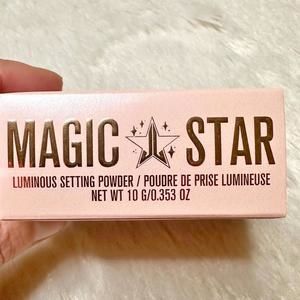 MAGIC STAR
LUMINOUS SETTING POWDER / POUDRE DE PRISE LUMINEUSE
NET WT 10 G/0.353 OZ